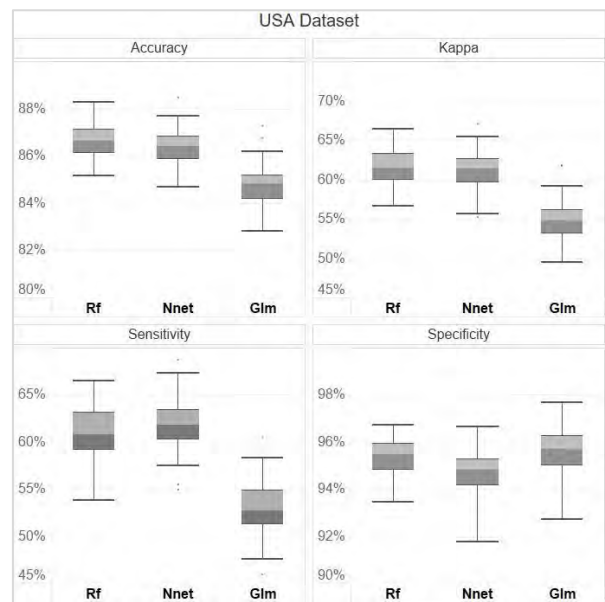 USA Dataset
Accuracy
Kappa
88%
86%
84%
82%
80%
Rf Nnet Glm
70%
65%
60%
55%
50%
45%
Rf Nnet Glm
Sensitivity
Specificity
65%
60%
55%
50%
45%
Rf Nnet Glm
98%
96%
94%
92%
90%
Rf Nnet Glm